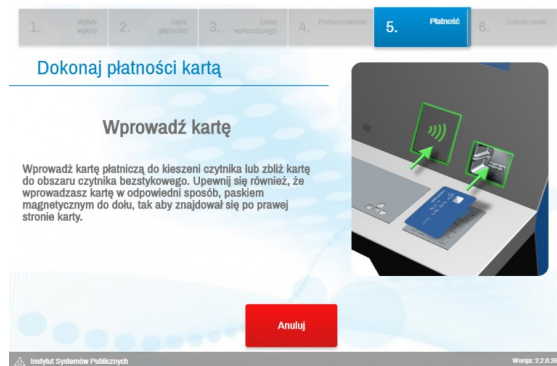 1. Wybór wpłaty
2. Dane płatności
3. Dane wpłacającego
4. Podsumowanie
5. Płatność
6. Zakończenie
Dokonaj płatności kartą
Wprowadź kartę
Wprowadź kartę płatniczą do kieszeni czytnika lub zbliż kartę
do obszaru czytnika bezstykowego. Upewnij się również, że
wprowadzasz kartę w odpowiedni sposób, paskiem
magnetycznym do dołu, tak aby znajdował się po prawej
stronie karty.
Anuluj
Instytut Systemów Publicznych
Wersja: 2.2.0.26